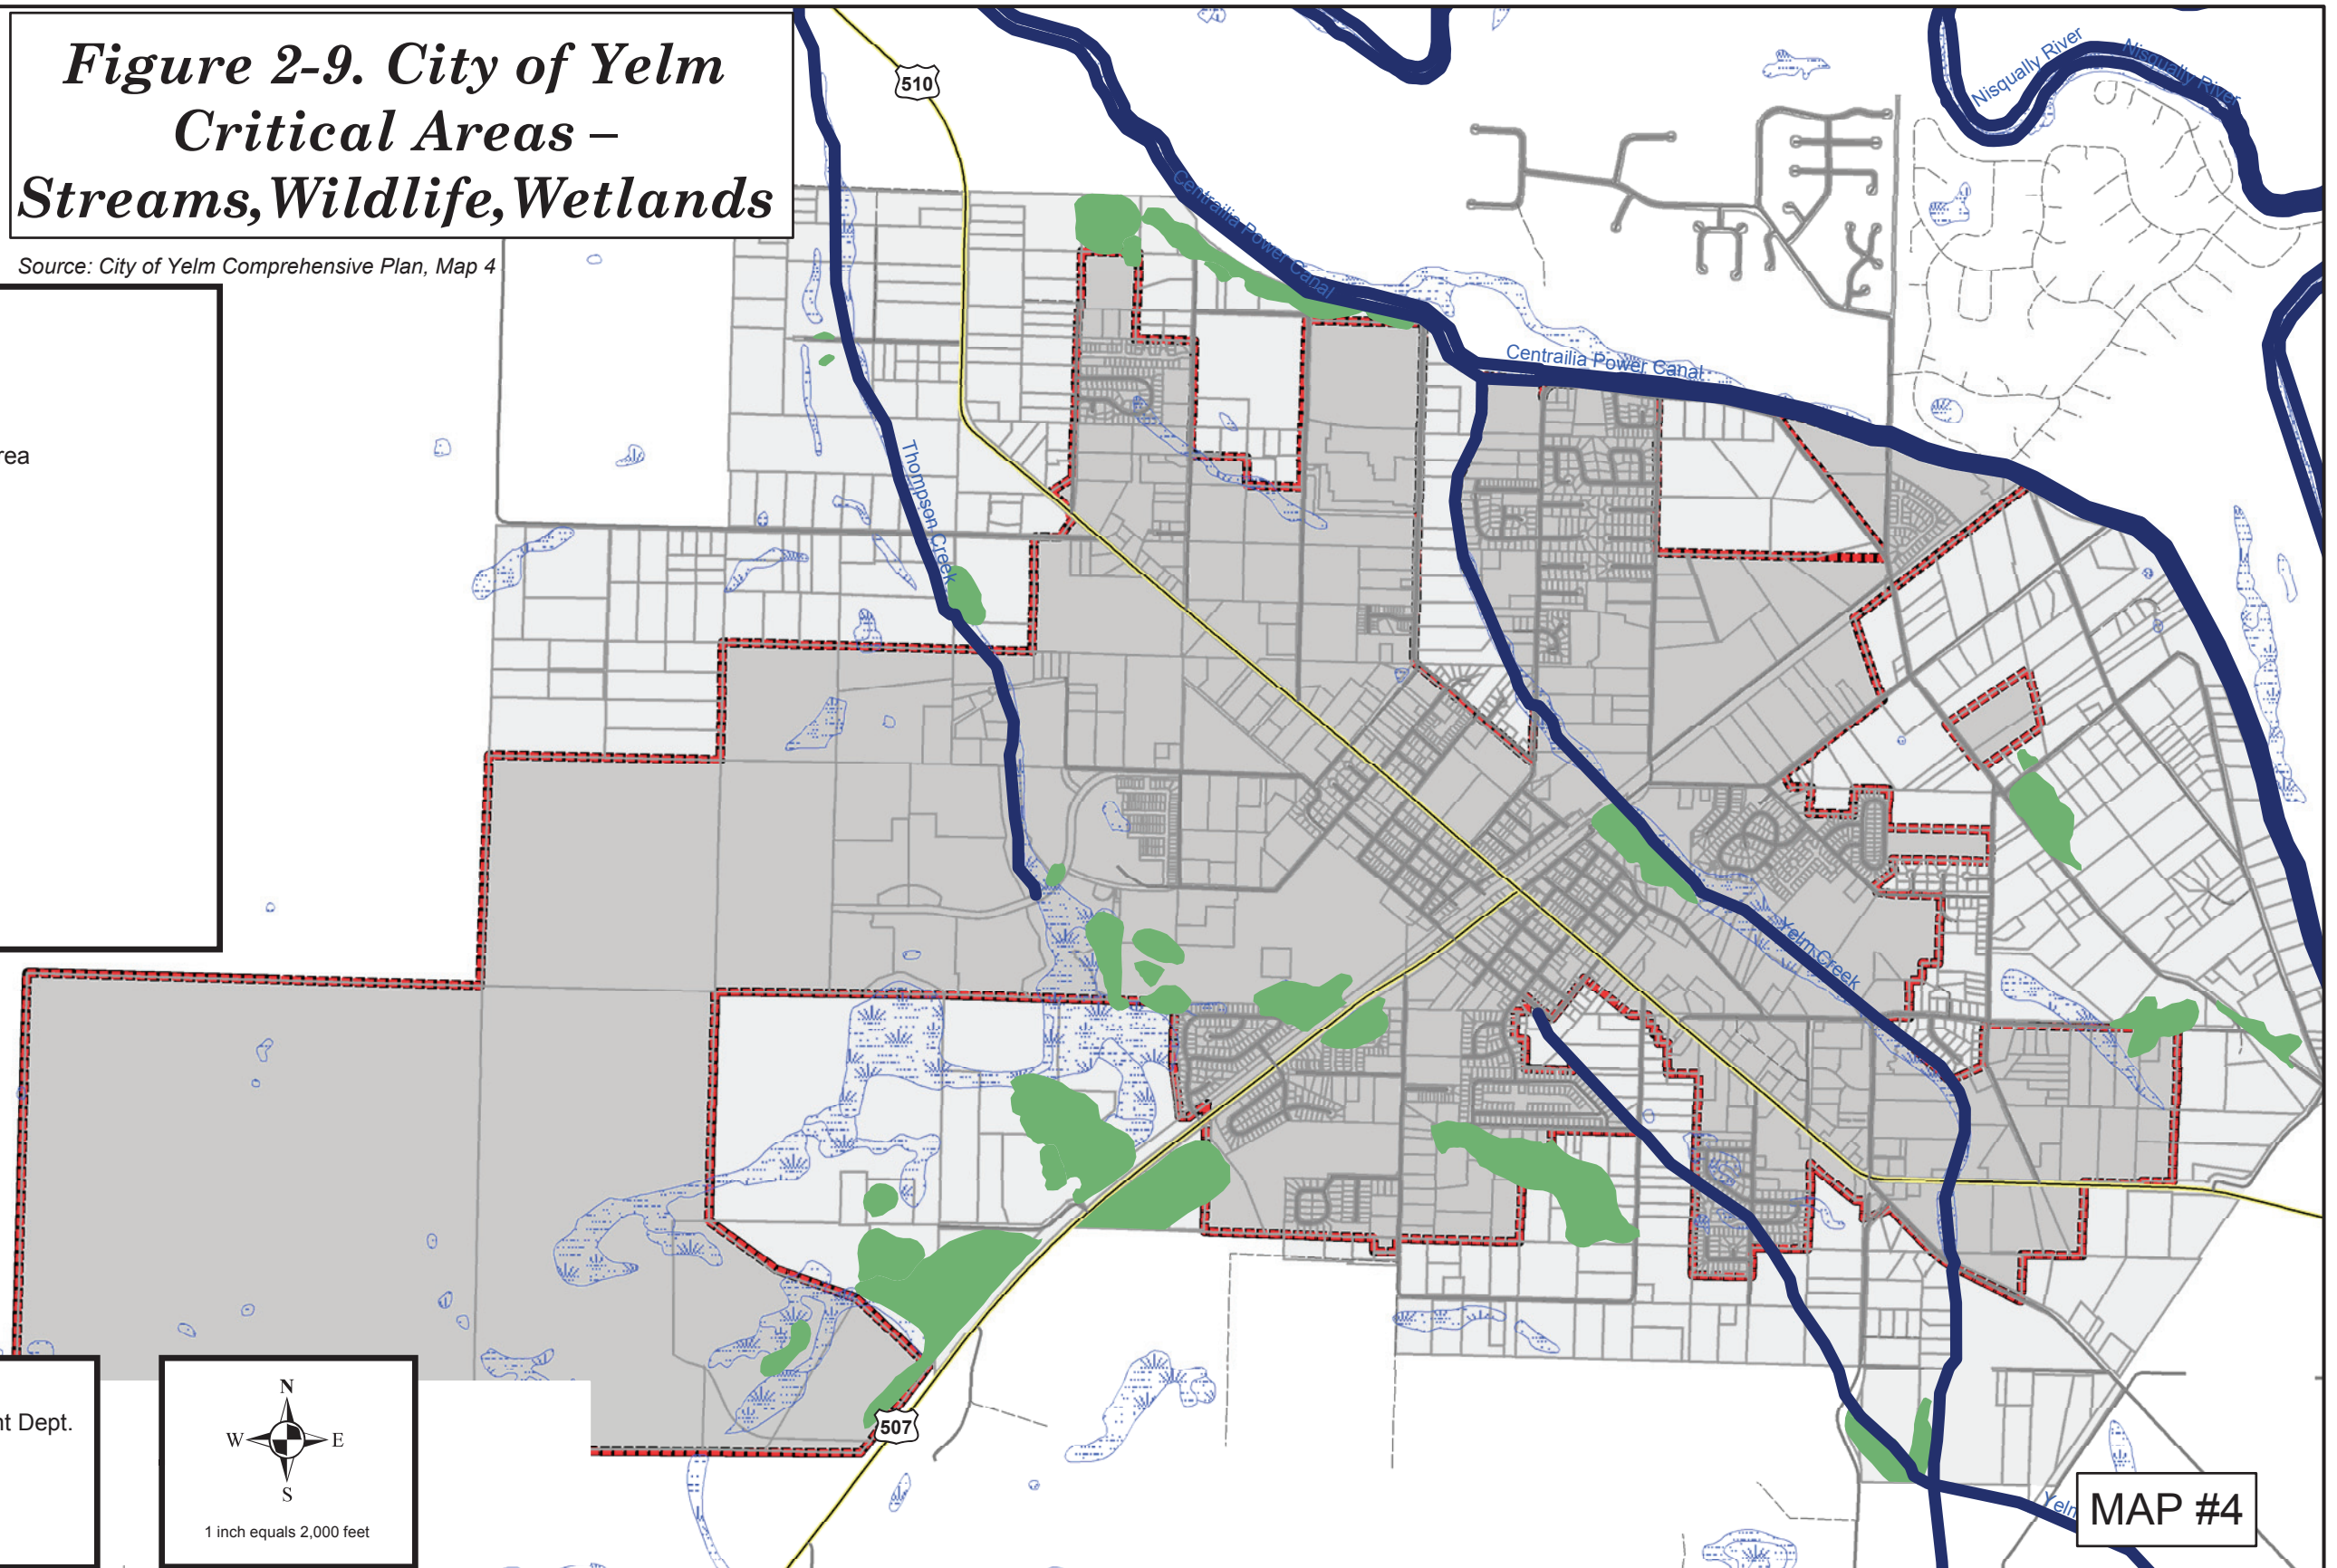 Figure 2-9. City of Yelm
Critical Areas –
Streams, Wildlife, Wetlands
Source: City of Yelm Comprehensive Plan, Map 4
510
Nisqually River
Nisqually River
Centrailia Power Canal
Centrailia Power Canal
rea
Thompson Creek
Yelm Creek
nt Dept.
N
W E
S
1 inch equals 2,000 feet
507
Yelm
MAP #4